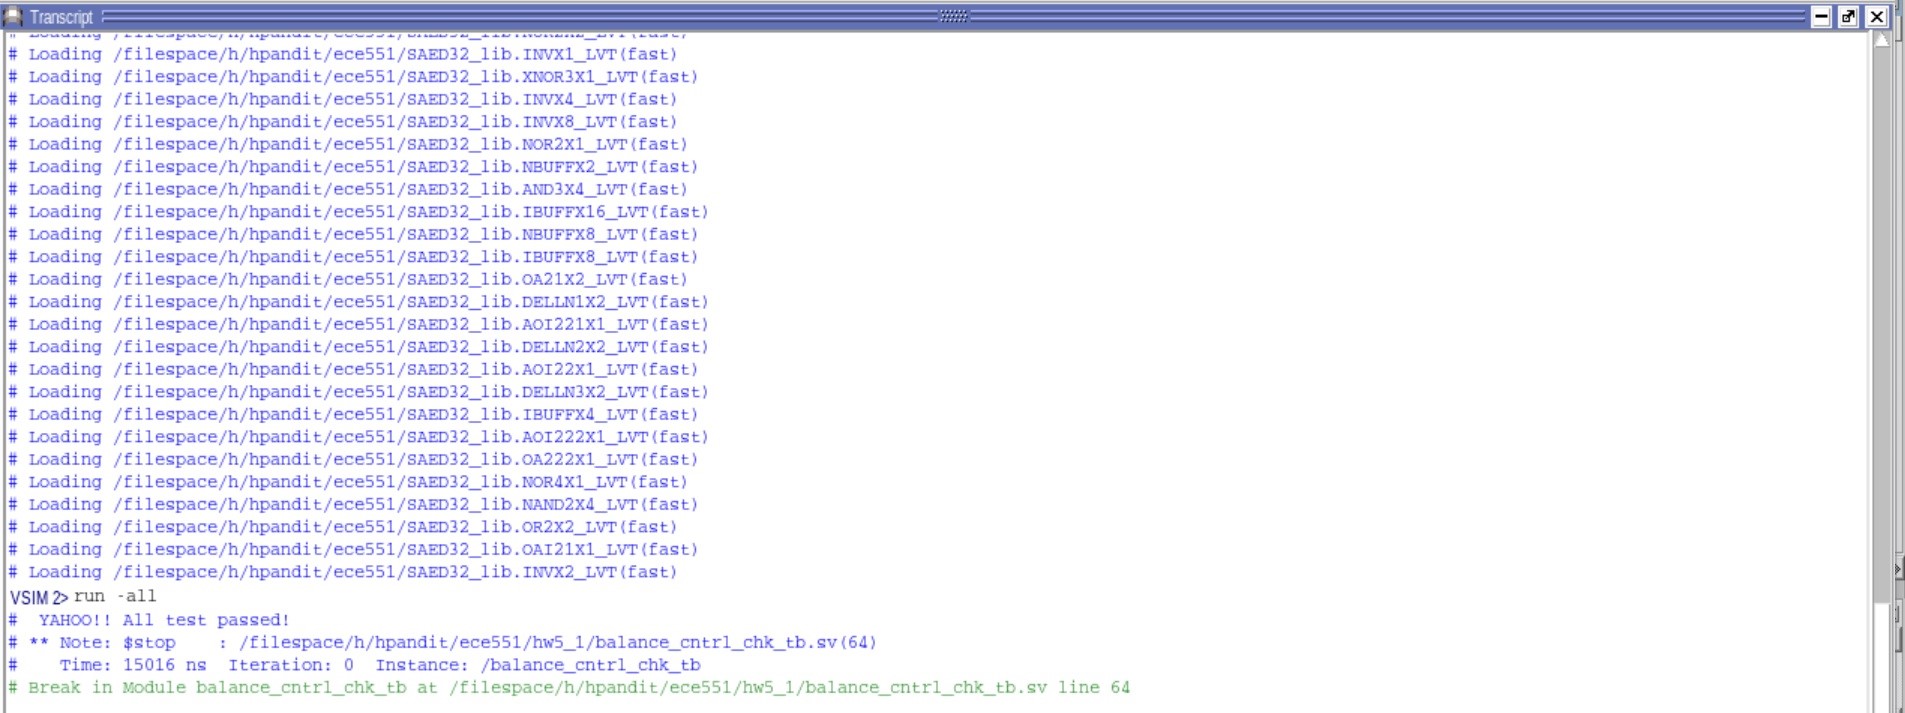 Transcript
# Loading /filespace/h/hpandit/ece551/SAED32_lib.NOR2X2_LVT(fast)
# Loading /filespace/h/hpandit/ece551/SAED32_lib.INVX1_LVT(fast)
# Loading /filespace/h/hpandit/ece551/SAED32_lib.XNOR3X1_LVT(fast)
# Loading /filespace/h/hpandit/ece551/SAED32_lib.INVX4_LVT(fast)
# Loading /filespace/h/hpandit/ece551/SAED32_lib.INVX8_LVT(fast)
# Loading /filespace/h/hpandit/ece551/SAED32_lib.NOR2X1_LVT(fast)
# Loading /filespace/h/hpandit/ece551/SAED32_lib.NBUFFX2_LVT(fast)
# Loading /filespace/h/hpandit/ece551/SAED32_lib.AND3X4_LVT(fast)
# Loading /filespace/h/hpandit/ece551/SAED32_lib.IBUFFX16_LVT(fast)
# Loading /filespace/h/hpandit/ece551/SAED32_lib.NBUFFX8_LVT(fast)
# Loading /filespace/h/hpandit/ece551/SAED32_lib.IBUFFX8_LVT(fast)
# Loading /filespace/h/hpandit/ece551/SAED32_lib.OA21X2_LVT(fast)
# Loading /filespace/h/hpandit/ece551/SAED32_lib.DELLN1X2_LVT(fast)
# Loading /filespace/h/hpandit/ece551/SAED32_lib.AOI221X1_LVT(fast)
# Loading /filespace/h/hpandit/ece551/SAED32_lib.DELLN2X2_LVT(fast)
# Loading /filespace/h/hpandit/ece551/SAED32_lib.AOI22X1_LVT(fast)
# Loading /filespace/h/hpandit/ece551/SAED32_lib.DELLN3X2_LVT(fast)
# Loading /filespace/h/hpandit/ece551/SAED32_lib.IBUFFX4_LVT(fast)
# Loading /filespace/h/hpandit/ece551/SAED32_lib.AOI222X1_LVT(fast)
# Loading /filespace/h/hpandit/ece551/SAED32_lib.OA222X1_LVT(fast)
# Loading /filespace/h/hpandit/ece551/SAED32_lib.NOR4X1_LVT(fast)
# Loading /filespace/h/hpandit/ece551/SAED32_lib.NAND2X4_LVT(fast)
# Loading /filespace/h/hpandit/ece551/SAED32_lib.OR2X2_LVT(fast)
# Loading /filespace/h/hpandit/ece551/SAED32_lib.OAI21X1_LVT(fast)
# Loading /filespace/h/hpandit/ece551/SAED32_lib.INVX2_LVT(fast)
VSIM 2> run -all
#  YAHOO!! All test passed!
# ** Note: $stop    : /filespace/h/hpandit/ece551/hw5_1/balance_cntrl_chk_tb.sv(64)
#    Time: 15016 ns  Iteration: 0  Instance: /balance_cntrl_chk_tb
# Break in Module balance_cntrl_chk_tb at /filespace/h/hpandit/ece551/hw5_1/balance_cntrl_chk_tb.sv line 64